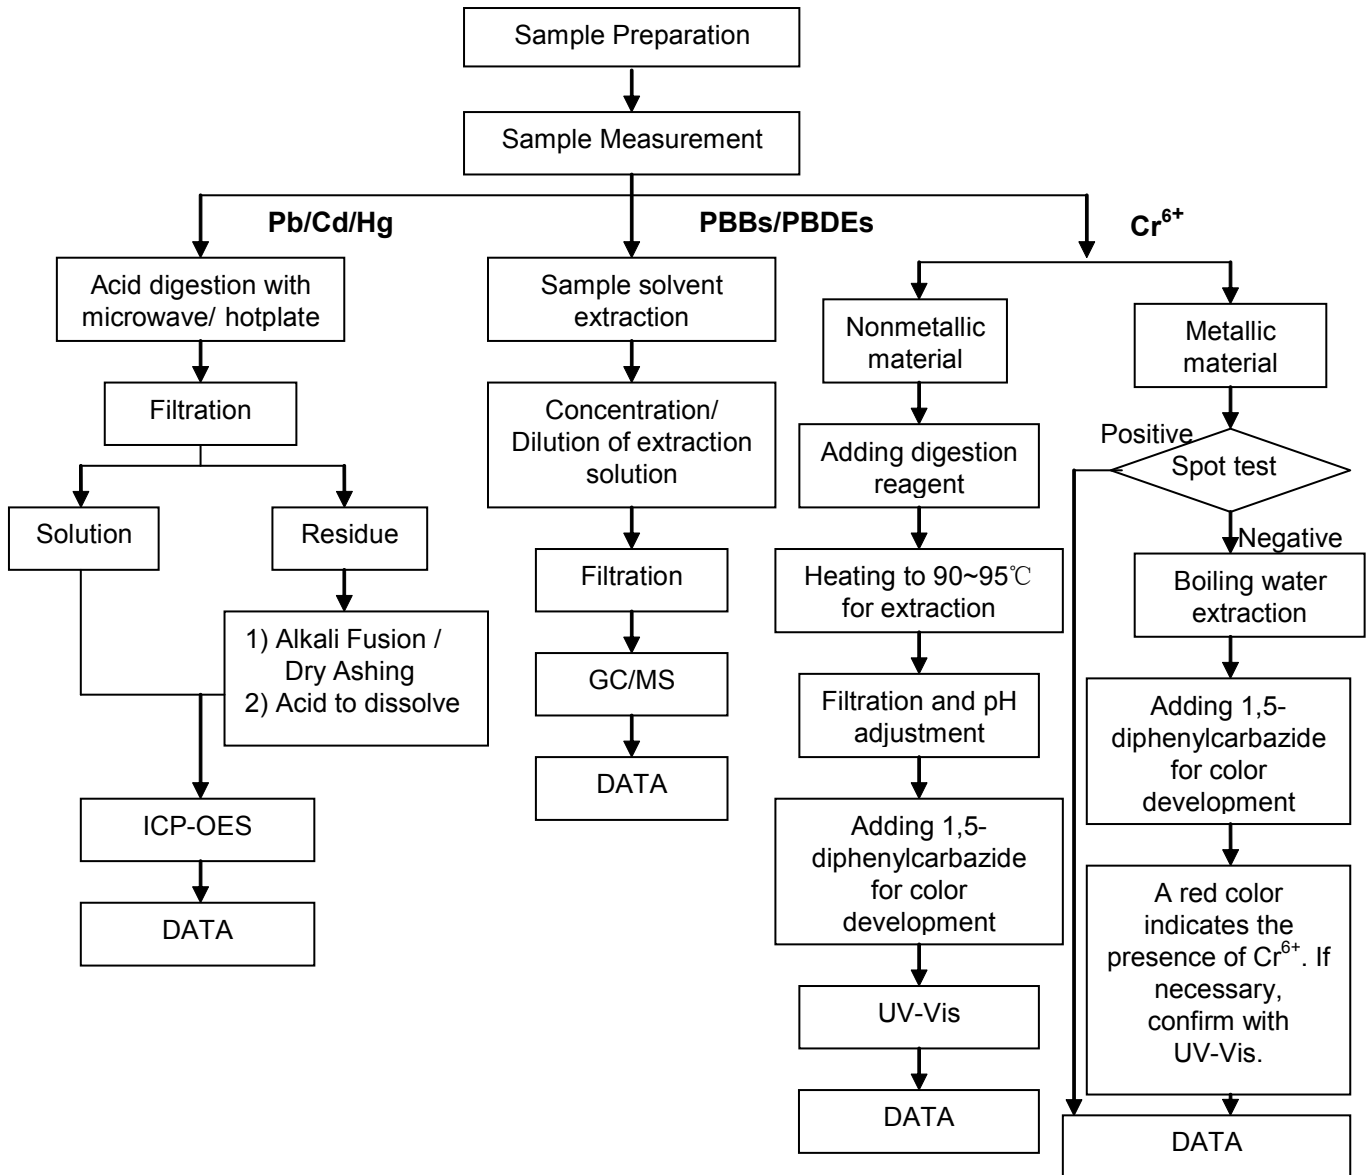 Sample Preparation
Sample Measurement
Pb/Cd/Hg
PBBs/PBDEs
Cr⁶⁺
Acid digestion with
microwave/ hotplate
Filtration
Solution
Residue
1) Alkali Fusion /
Dry Ashing
2) Acid to dissolve
ICP-OES
DATA
Sample solvent
extraction
Concentration/
Dilution of extraction
solution
Filtration
GC/MS
DATA
Nonmetallic
material
Adding digestion
reagent
Heating to 90~95℃
for extraction
Filtration and pH
adjustment
Adding 1,5-
diphenylcarbazide
for color
development
UV-Vis
DATA
Metallic
material
Positive
Spot test
Negative
Boiling water
extraction
Adding 1,5-
diphenylcarbazide
for color
development
A red color
indicates the
presence of Cr⁶⁺. If
necessary,
confirm with
UV-Vis.
DATA